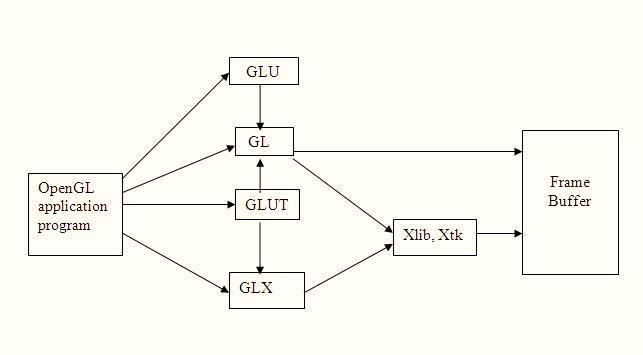 GLU
GL
OpenGL
application
program
GLUT
GLX
Xlib, Xtk
Frame
Buffer